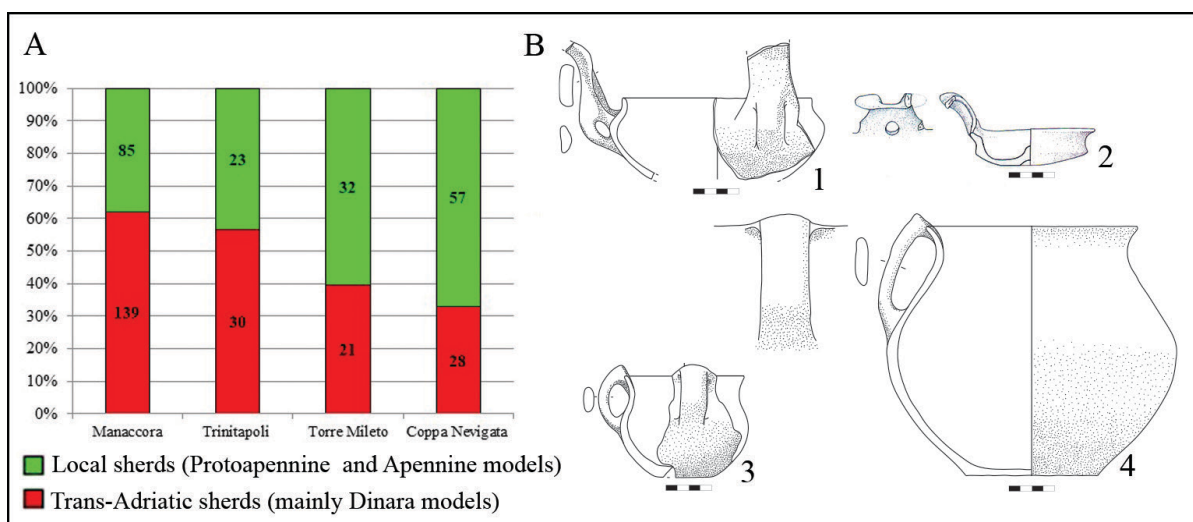 A
B
100%
90%
80%
70%
60%
50%
40%
30%
20%
10%
0%
85
23
32
57
139
30
21
28
Manaccora
Trinitapoli
Torre Mileto
Coppa Nevigata
Local sherds (Protoapennine and Apennine models)
Trans-Adriatic sherds (mainly Dinara models)
1
2
3
4